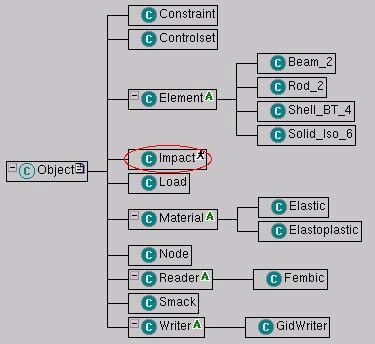 C Constraint
C Controlset
C Beam_2
C Rod_2
C Element A
C Shell_BT_4
C Solid_Iso_6
C Impact
C Object
C Load
C Elastic
C Material A
C Elastoplastic
C Node
C Reader A
C Fembic
C Smack
C Writer A
C GidWriter